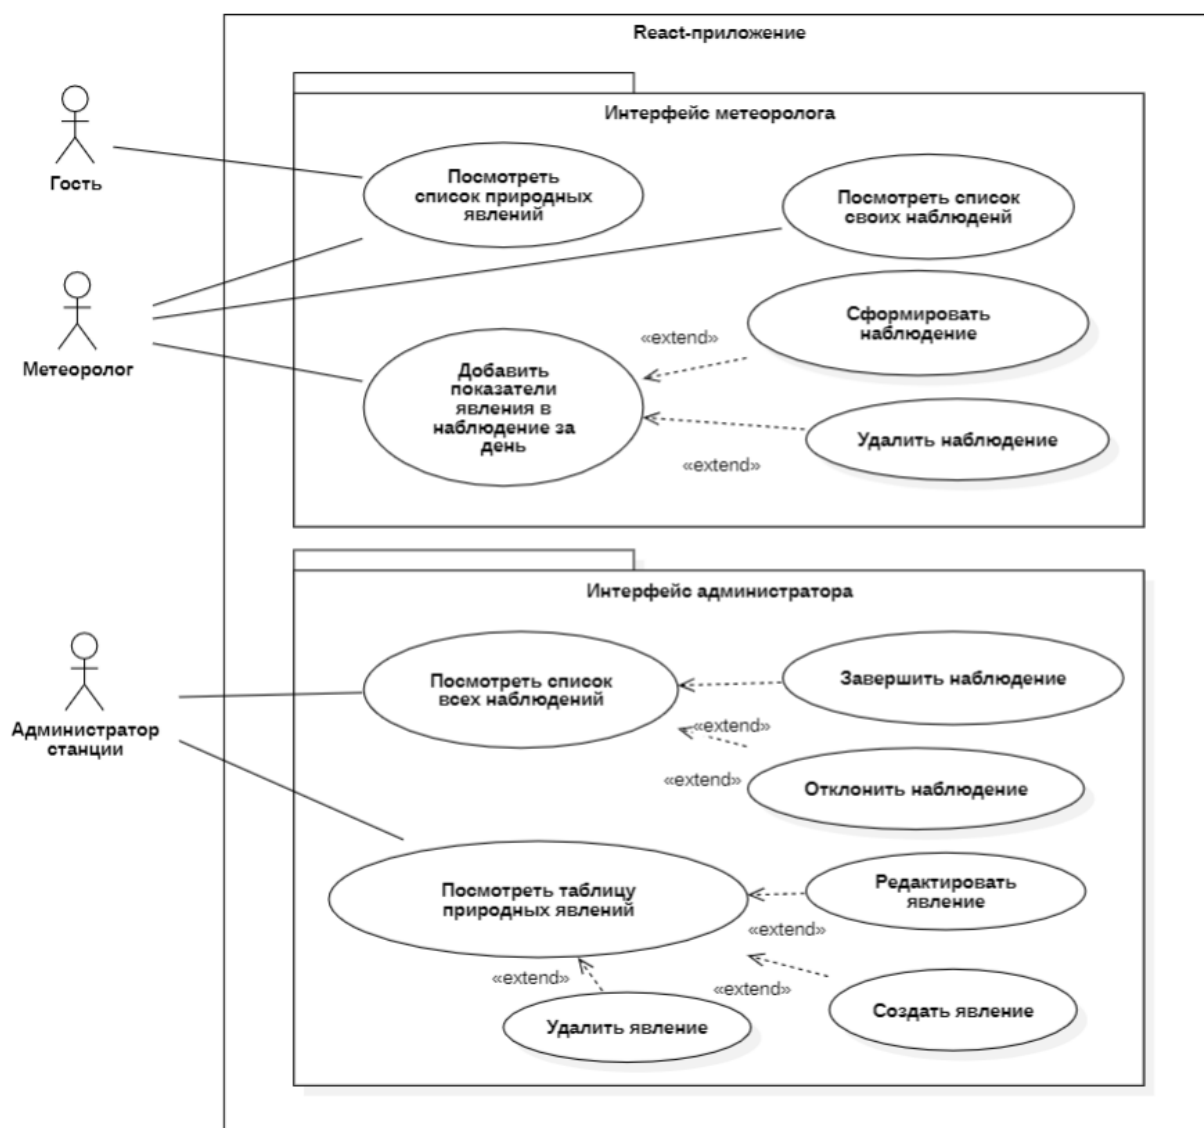 React-приложение
Интерфейс метеоролога
Гость
Посмотреть
список природных
явлений
Посмотреть список
своих наблюденй
Метеоролог
Сформировать
наблюдение
«extend»
Добавить
показатели
явления в
наблюдение за
день
Удалить наблюдение
«extend»
Интерфейс администратора
Администратор
станции
Посмотреть список
всех наблюдений
Завершить наблюдение
«extend»
Отклонить наблюдение
«extend»
Посмотреть таблицу
природных явлений
Редактировать
явление
«extend»
Создать явление
«extend»
Удалить явление
«extend»